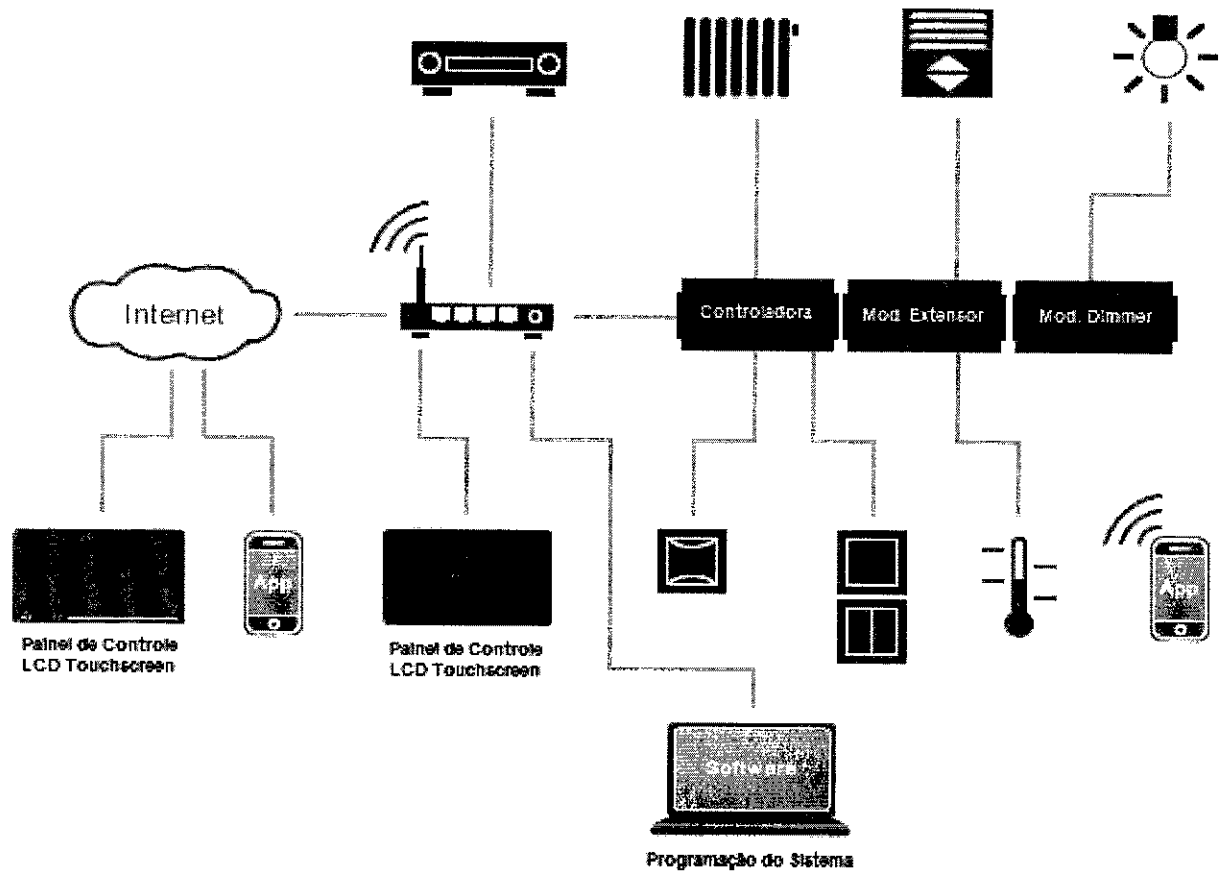 Internet
Controladora
Mod. Extensor
Mod. Dimmer
App
App
Painel de Controle
LCD Touchscreen
Painel de Controle
LCD Touchscreen
Software
Programação do Sistema